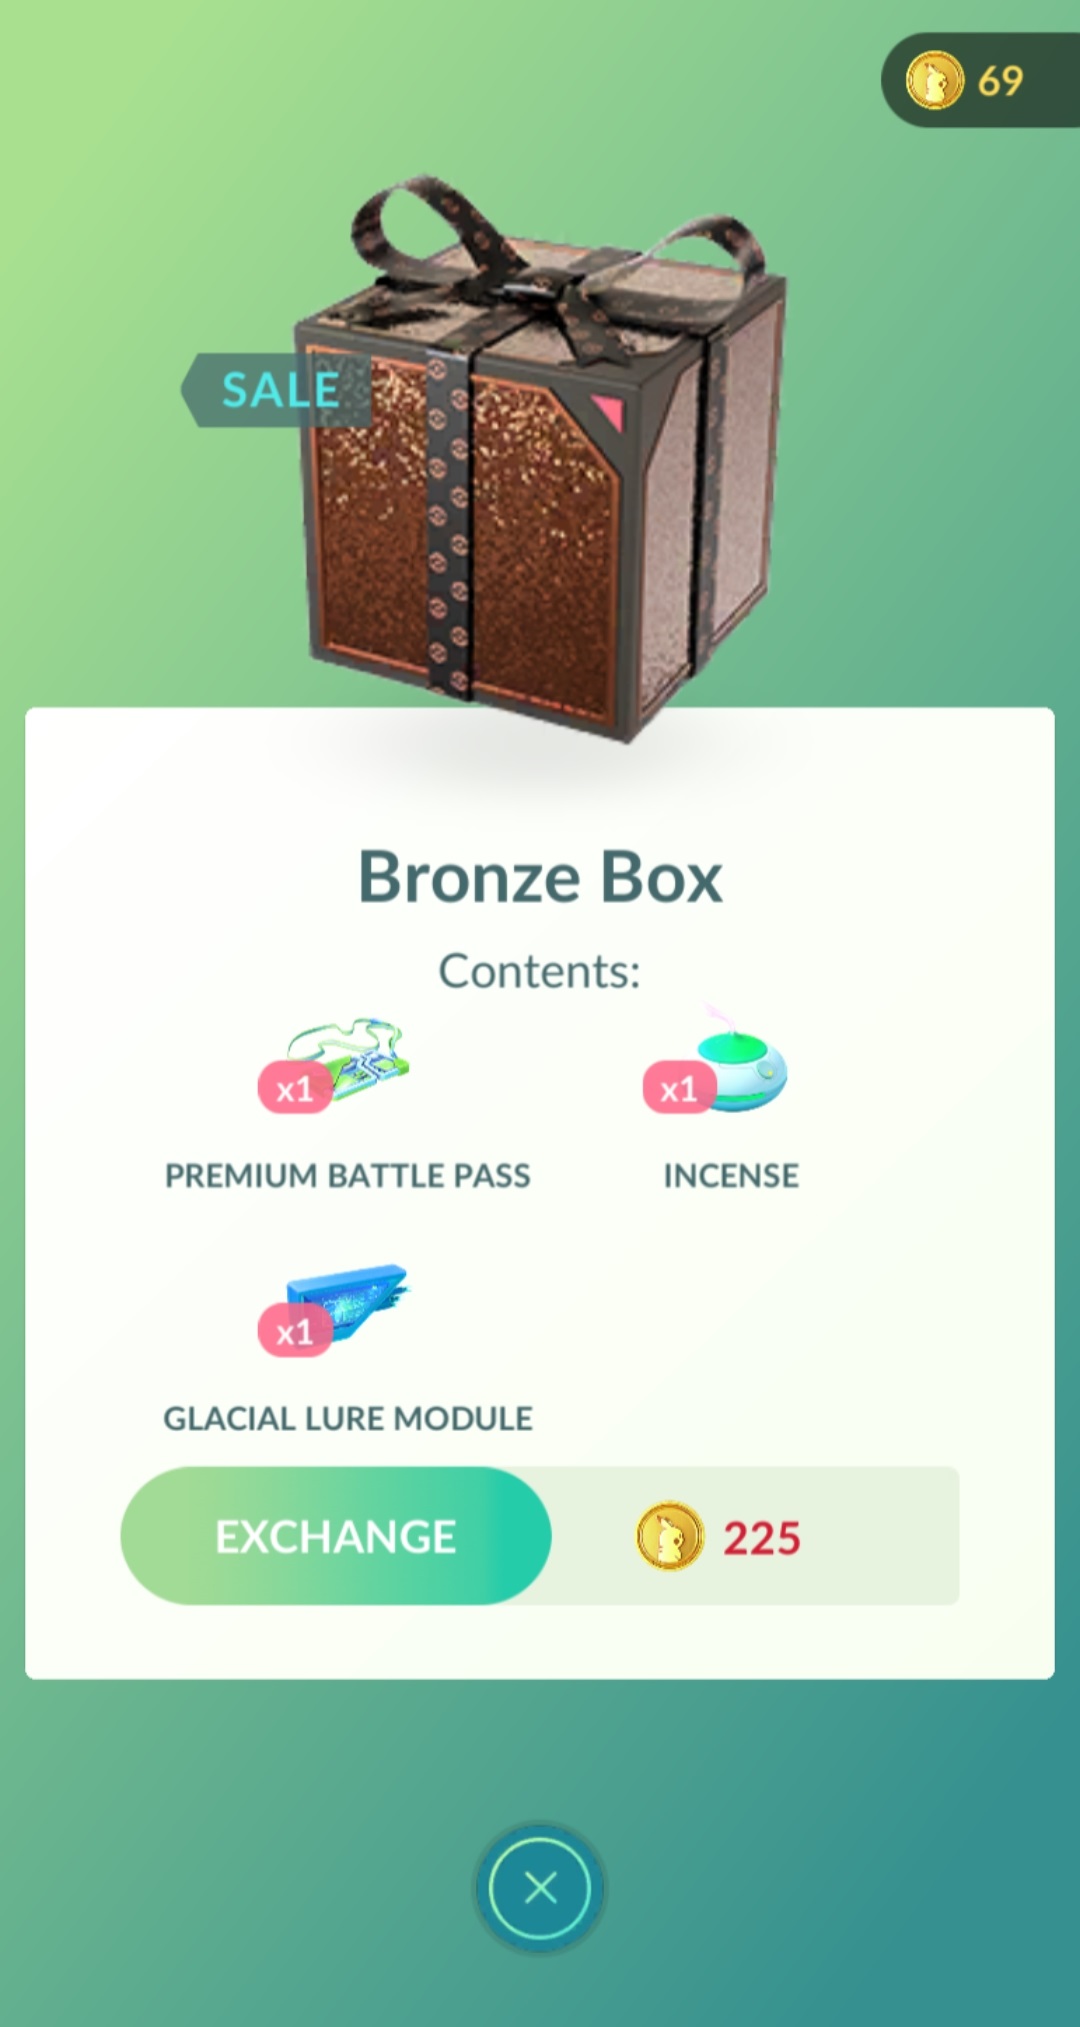 69
SALE
Bronze Box
Contents:
x1
x1
PREMIUM BATTLE PASS
INCENSE
x1
GLACIAL LURE MODULE
EXCHANGE
225